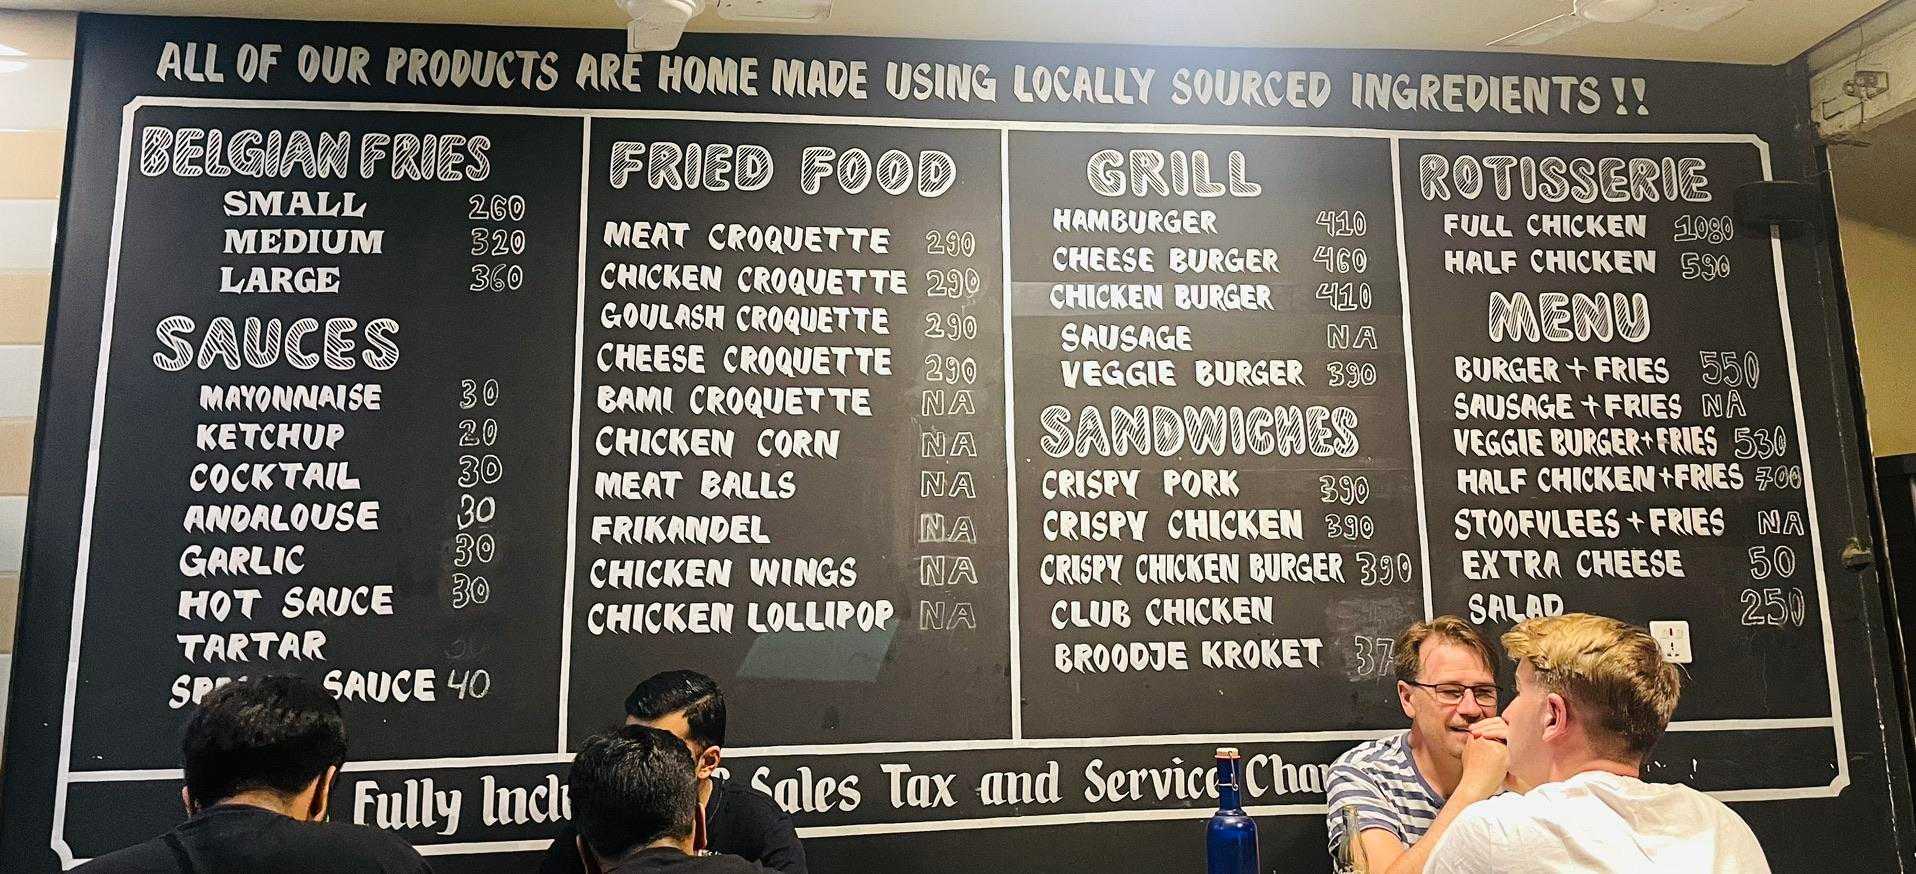 ALL OF OUR PRODUCTS ARE HOME MADE USING LOCALLY SOURCED INGREDIENTS !!
BELGIAN FRIES
SMALL 260
MEDIUM 320
LARGE 360
SAUCES
MAYONNAISE 30
KETCHUP 20
COCKTAIL 30
ANDALOUSE 30
GARLIC 30
HOT SAUCE 30
TARTAR
SAUCE 40
FRIED FOOD
MEAT CROQUETTE 290
CHICKEN CROQUETTE 290
GOULASH CROQUETTE 290
CHEESE CROQUETTE 290
BAMI CROQUETTE NA
CHICKEN CORN NA
MEAT BALLS NA
FRIKANDEL NA
CHICKEN WINGS NA
CHICKEN LOLLIPOP NA
GRILL
HAMBURGER 410
CHEESE BURGER 460
CHICKEN BURGER 410
SAUSAGE NA
VEGGIE BURGER 390
SANDWICHES
CRISPY PORK 390
CRISPY CHICKEN 390
CRISPY CHICKEN BURGER 390
CLUB CHICKEN
BROODJE KROKET 37
ROTISSERIE
FULL CHICKEN 1080
HALF CHICKEN 590
MENU
BURGER + FRIES 550
SAUSAGE + FRIES NA
VEGGIE BURGER + FRIES 530
HALF CHICKEN + FRIES 700
STOOFVLEES + FRIES NA
EXTRA CHEESE 50
SALAD 250
Fully Sales Tax and Service